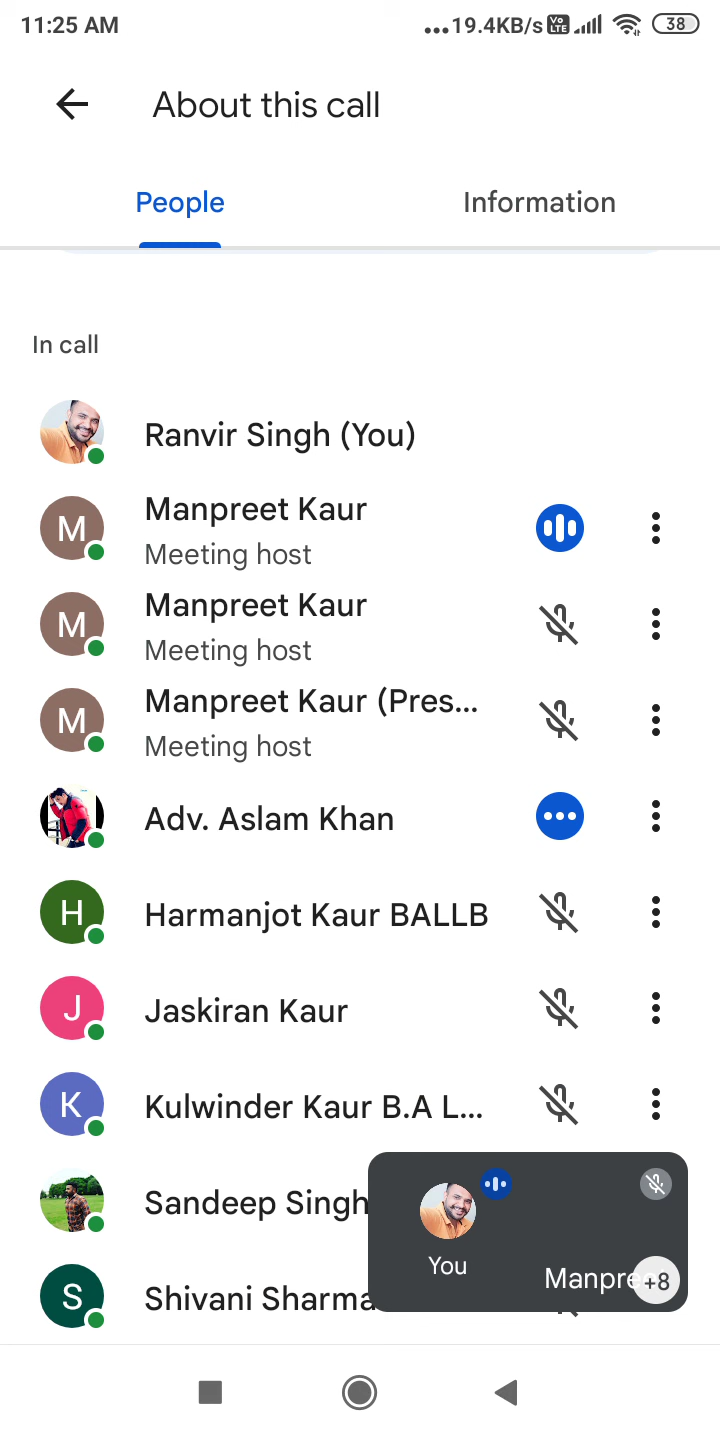 11:25 AM
...19.4KB/s Vo LTE 38
About this call
People Information
In call
Ranvir Singh (You)
M Manpreet Kaur
Meeting host
M Manpreet Kaur
Meeting host
M Manpreet Kaur (Pres...
Meeting host
Adv. Aslam Khan
H Harmanjot Kaur BALLB
J Jaskiran Kaur
K Kulwinder Kaur B.A L...
Sandeep Singh
You
Manpre
+8
S Shivani Sharma